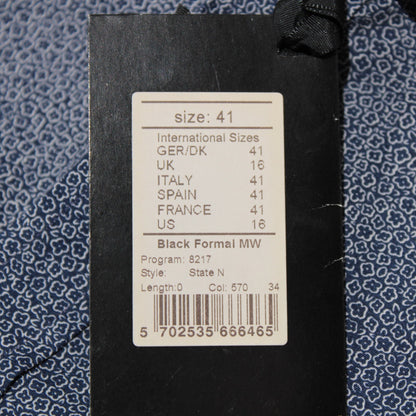 size: 41
International Sizes
GER/DK 41
UK 16
ITALY 41
SPAIN 41
FRANCE 41
US 16
Black Formal MW
Program: 8217
Style: State N
Length:0 Col: 570 34
5 702535 666465